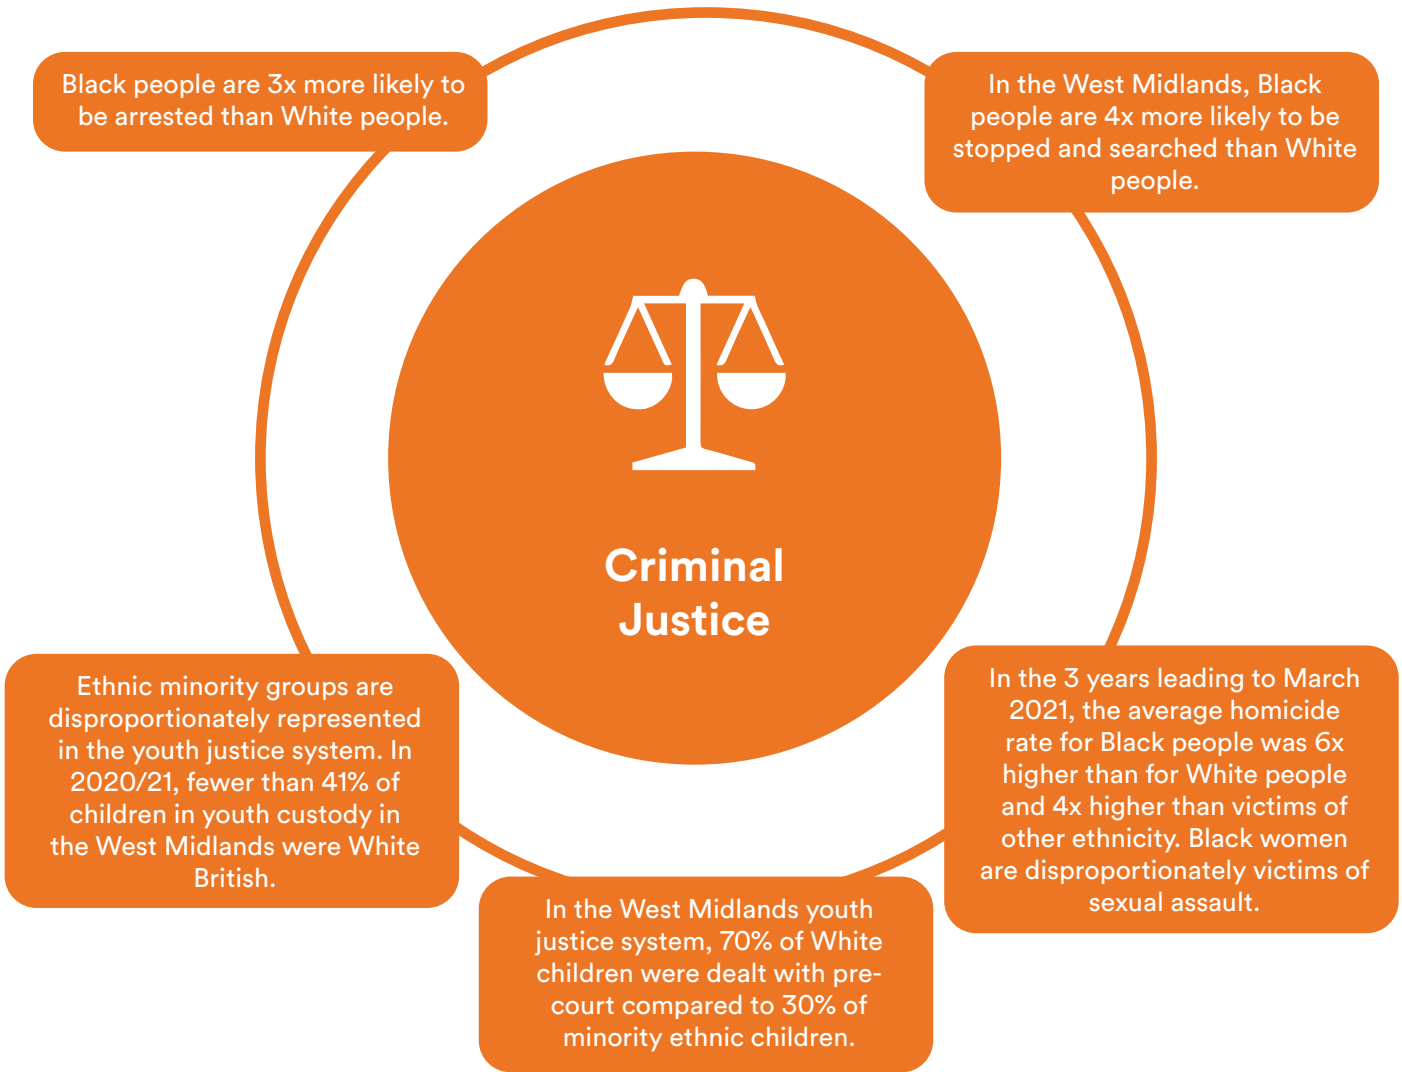 Black people are 3x more likely to
be arrested than White people.
In the West Midlands, Black
people are 4x more likely to be
stopped and searched than White
people.
Criminal
Justice
Ethnic minority groups are
disproportionately represented
in the youth justice system. In
2020/21, fewer than 41% of
children in youth custody in
the West Midlands were White
British.
In the 3 years leading to March
2021, the average homicide
rate for Black people was 6x
higher than for White people
and 4x higher than victims of
other ethnicity. Black women
are disproportionately victims of
sexual assault.
In the West Midlands youth
justice system, 70% of White
children were dealt with pre-
court compared to 30% of
minority ethnic children.